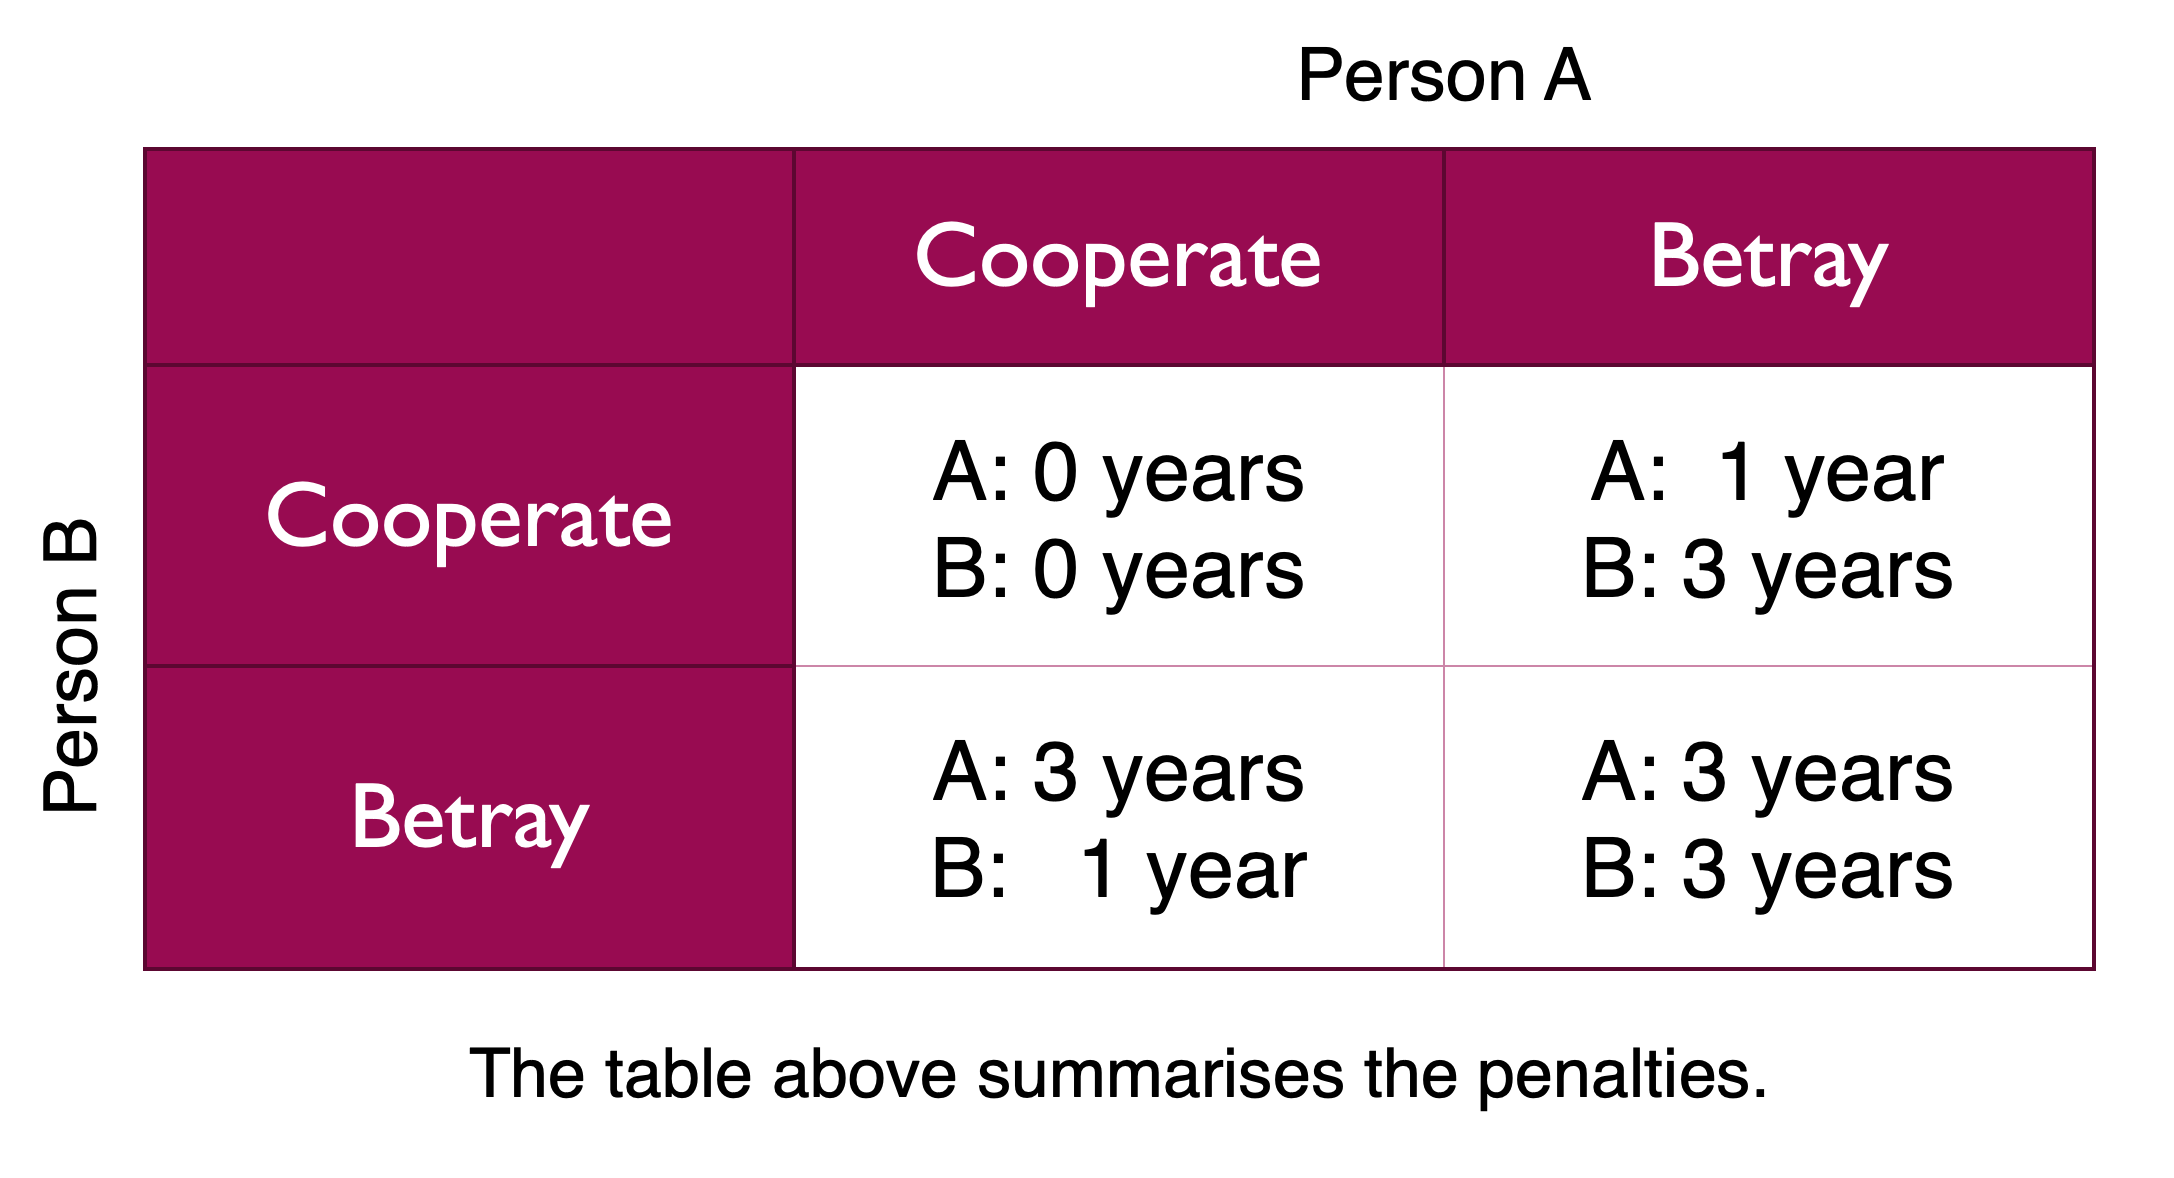 Person A
Cooperate Betray
Person B
Cooperate
A: 0 years
B: 0 years
A: 1 year
B: 3 years
Betray
A: 3 years
B: 1 year
A: 3 years
B: 3 years
The table above summarises the penalties.